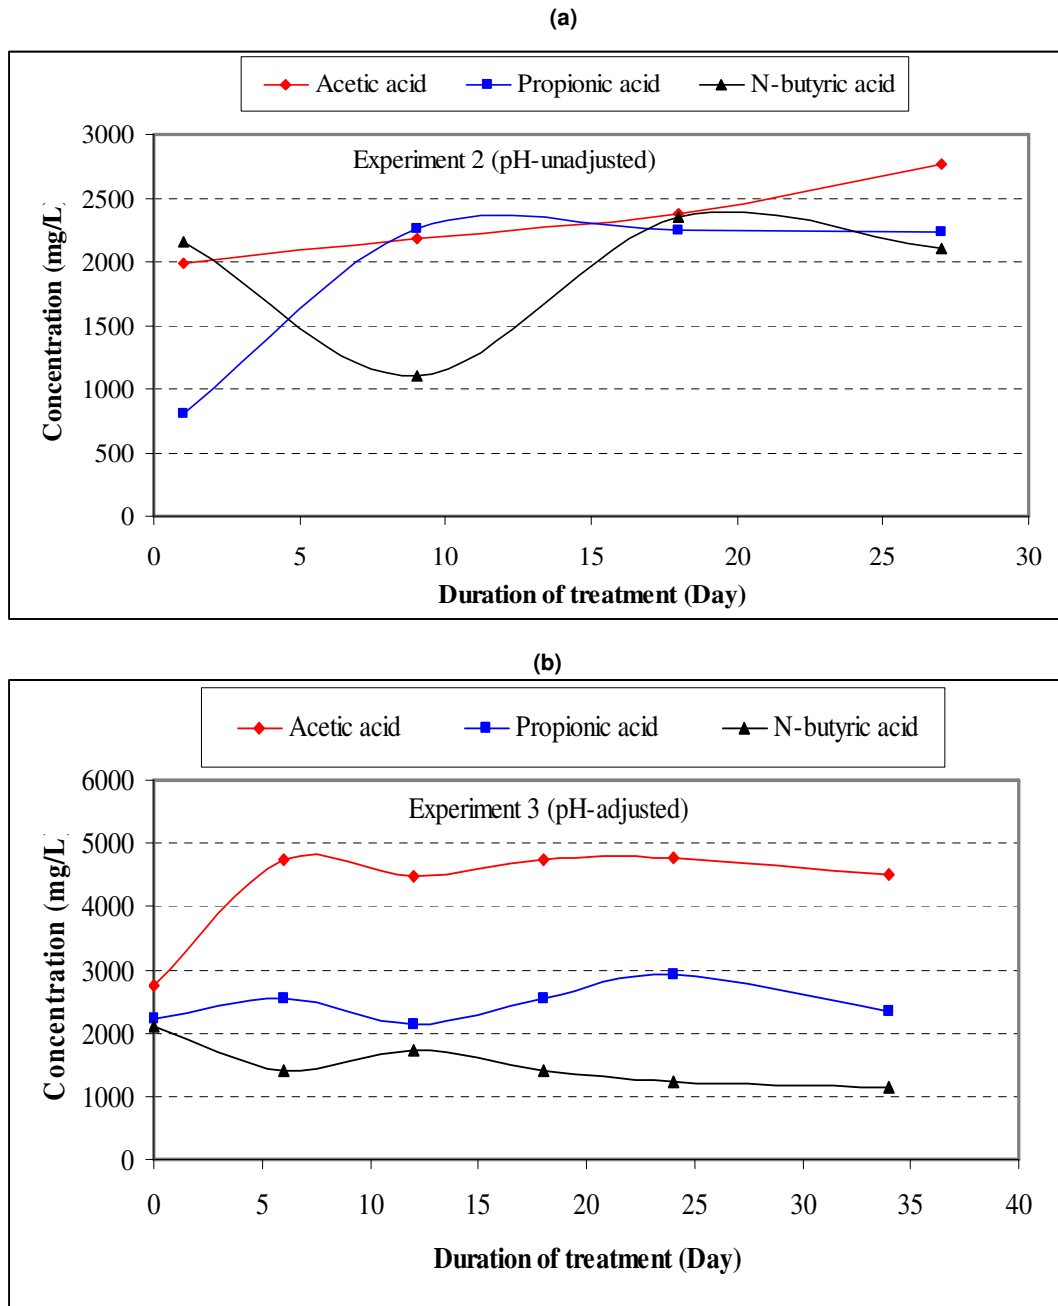 (a)
Acetic acid Propionic acid N-butyric acid
Experiment 2 (pH-unadjusted)
3000
2500
2000
1500
1000
500
0
Concentration (mg/L)
0 5 10 15 20 25 30
Duration of treatment (Day)
(b)
Acetic acid Propionic acid N-butyric acid
Experiment 3 (pH-adjusted)
6000
5000
4000
3000
2000
1000
0
Concentration (mg/L)
0 5 10 15 20 25 30 35 40
Duration of treatment (Day)